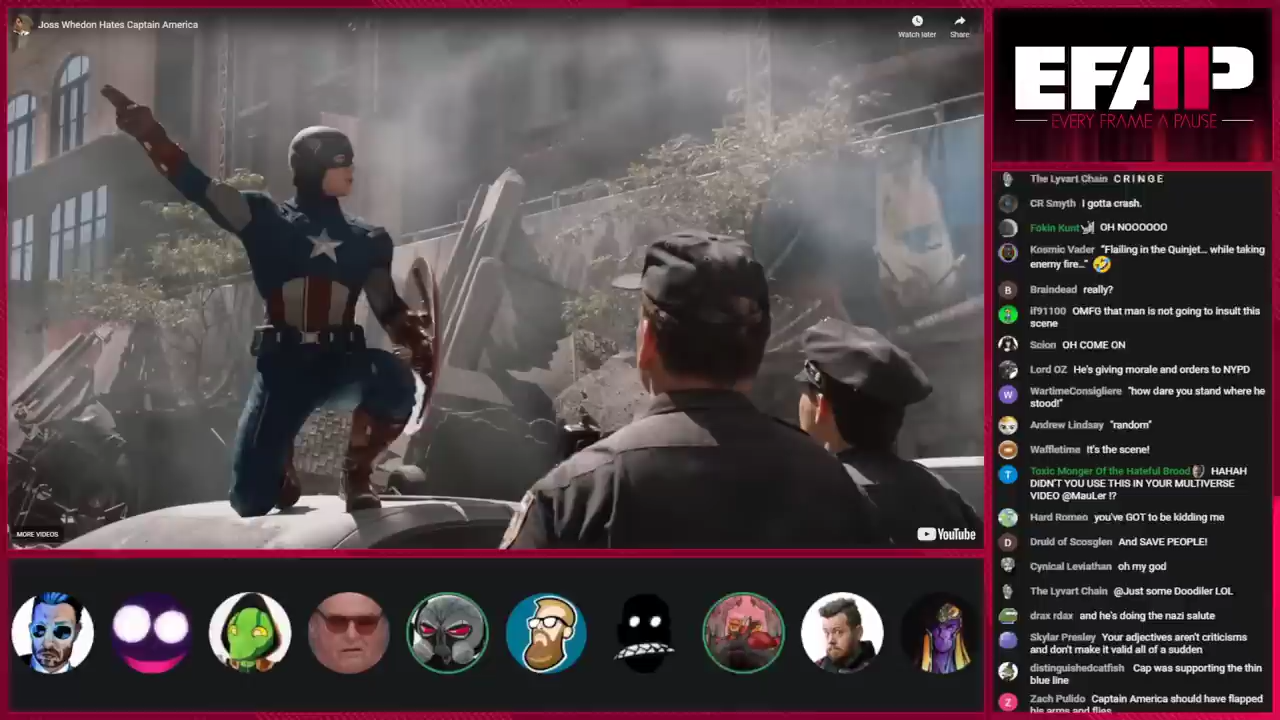 Joss Whedon Hates Captain America
Watch later
Share
MORE VIDEOS
YouTube
EFAP
EVERY FRAME A PAUSE
The Lyvart Chain C R I N G E
CR Smyth I gotta crash.
Fokin Kunt OH NOOOOOO
Kosmic Vader "Flailing in the Quinjet... while taking
enemy fire..."
B
Braindead really?
if91100 OMFG that man is not going to insult this
scene
Scion OH COME ON
Lord OZ He's giving morale and orders to NYPD
W
WartimeConsigliere "how dare you stand where he
stood!"
Andrew Lindsay "random"
Waffletime It's the scene!
T
Toxic Monger Of the Hateful Brood HAHAH
DIDN'T YOU USE THIS IN YOUR MULTIVERSE
VIDEO @MauLer !?
Hard Romeo you've GOT to be kidding me
D
Druid of Scosglen And SAVE PEOPLE!
Cynical Leviathan oh my god
The Lyvart Chain @Just some Doodiler LOL
drax rdax and he's doing the nazi salute
Skylar Presley Your adjectives aren't criticisms
and don't make it valid all of a sudden
distinguishedcatfish Cap was supporting the thin
blue line
Z
Zach Pulido Captain America should have flapped
his arms and flies